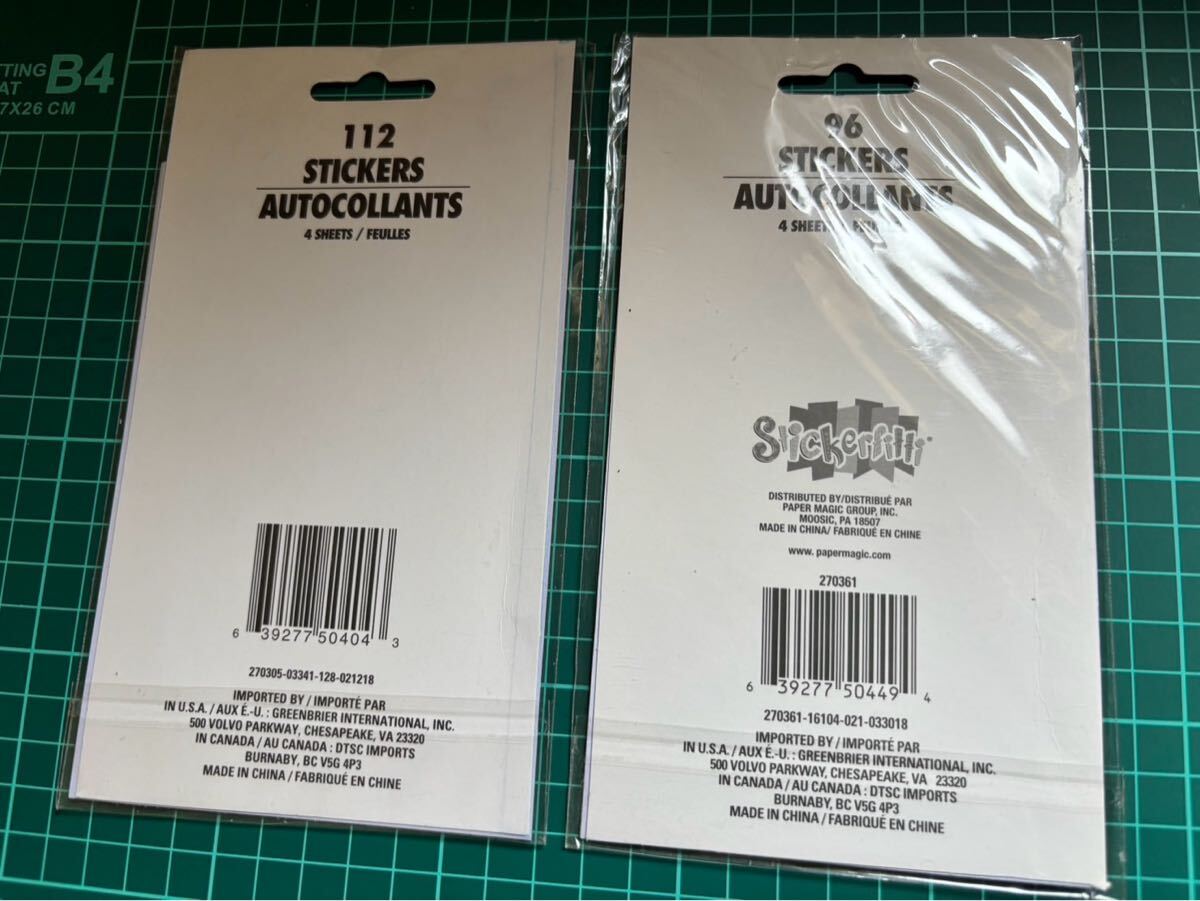 B4
7X26 CM
112
STICKERS
AUTOCOLLANTS
4 SHEETS / FEULLES
6 39277 50404 3
270305-03341-128-021218
IMPORTED BY / IMPORTÉ PAR
IN U.S.A. / AUX É.-U. : GREENBRIER INTERNATIONAL, INC.
500 VOLVO PARKWAY, CHESAPEAKE, VA 23320
IN CANADA / AU CANADA : DTSC IMPORTS
BURNABY, BC V5G 4P3
MADE IN CHINA / FABRIQUÉ EN CHINE
96
STICKERS
AUTOCOLLANTS
4 SHEETS /
Stickerfitti
DISTRIBUTED BY/DISTRIBUÉ PAR
PAPER MAGIC GROUP, INC.
MOOSIC, PA 18507
MADE IN CHINA/ FABRIQUÉ EN CHINE
www.papermagic.com
270361
6 39277 50449 4
270361-16104-021-033018
IMPORTED BY / IMPORTÉ PAR
IN U.S.A. / AUX É.-U. : GREENBRIER INTERNATIONAL, INC.
500 VOLVO PARKWAY, CHESAPEAKE, VA 23320
IN CANADA / AU CANADA : DTSC IMPORTS
BURNABY, BC V5G 4P3
MADE IN CHINA / FABRIQUÉ EN CHINE